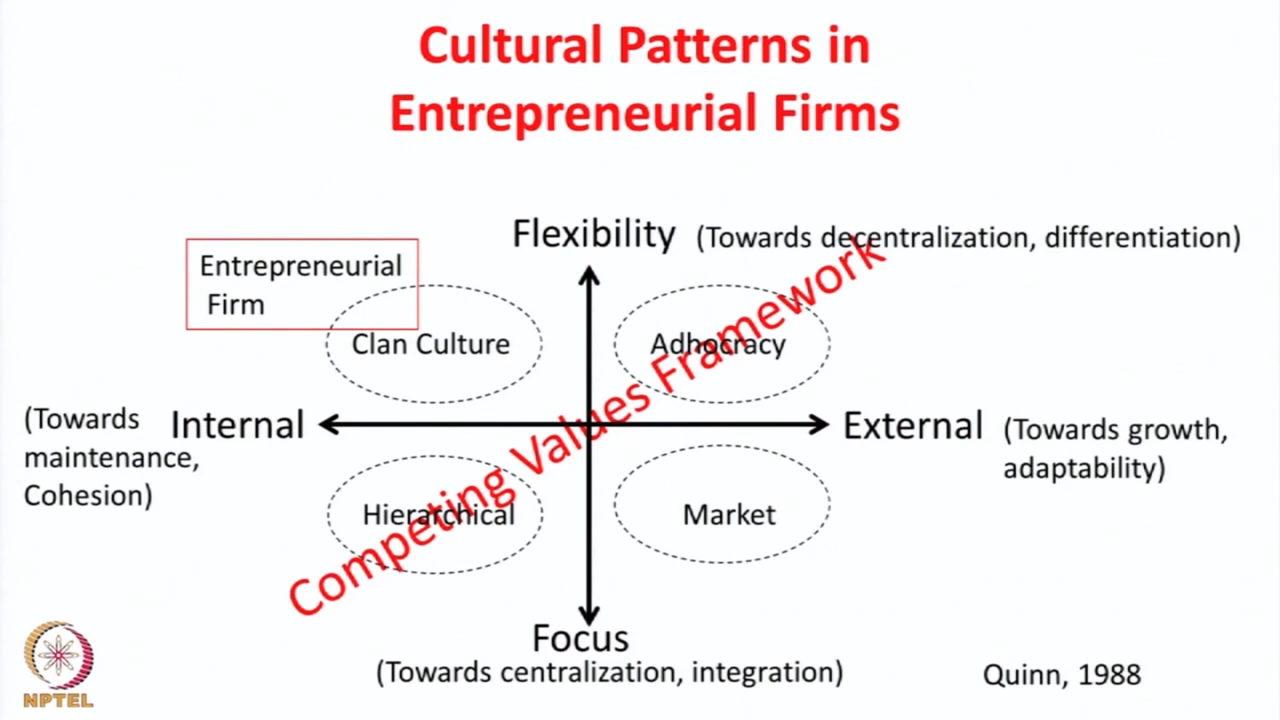 Cultural Patterns in
Entrepreneurial Firms
Flexibility (Towards decentralization, differentiation)
Entrepreneurial
Firm
Clan Culture
Adhocracy
Competing Values Framework
(Towards
maintenance,
Cohesion)
Internal
External
(Towards growth,
adaptability)
Hierarchical
Market
Focus
(Towards centralization, integration)
Quinn, 1988
NPTEL